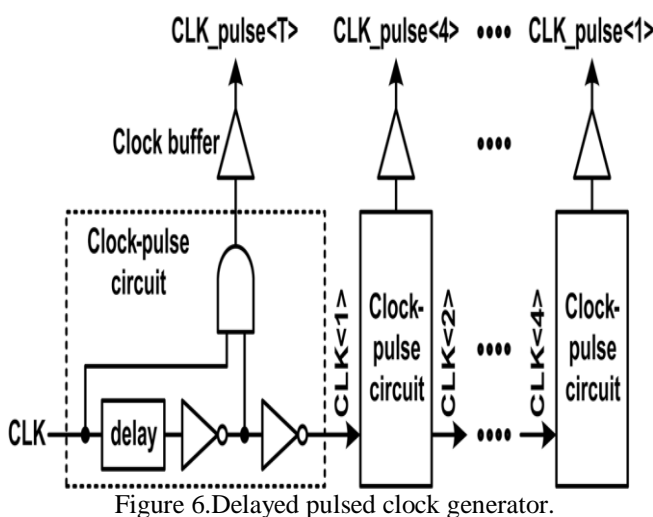 CLK_pulse<T> CLK_pulse<4> •••• CLK_pulse<1>
Clock buffer ••••
Clock-pulse
circuit
CLK<1>
Clock-
pulse
circuit
CLK<2>
••••
CLK<4>
Clock-
pulse
circuit
CLK delay ••••
Figure 6.Delayed pulsed clock generator.